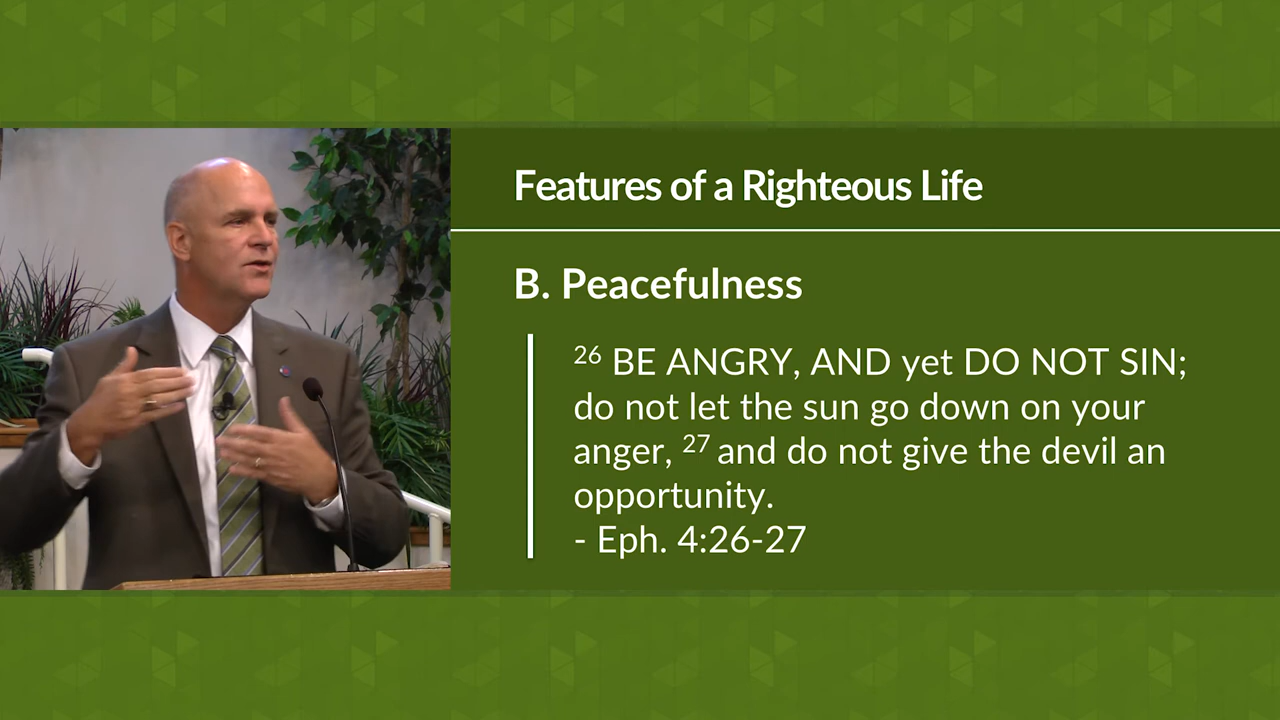 Features of a Righteous Life
B. Peacefulness
26 BE ANGRY, AND yet DO NOT SIN;
do not let the sun go down on your
anger, 27 and do not give the devil an
opportunity.
- Eph. 4:26-27